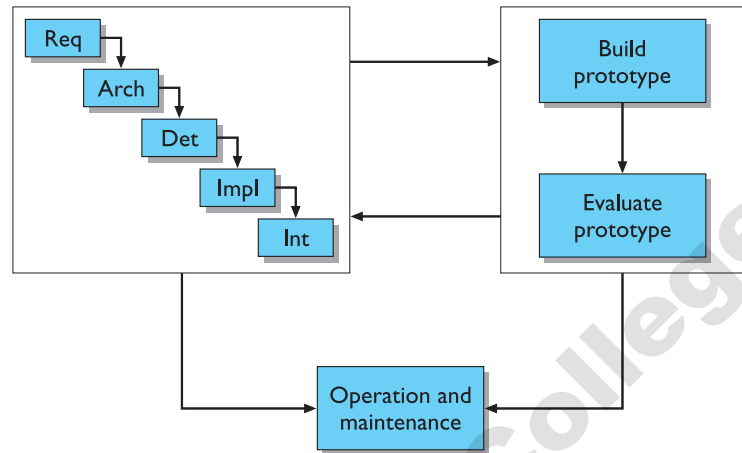 Req
Arch
Det
Impl
Int
Build
prototype
Evaluate
prototype
Operation and
maintenance
College